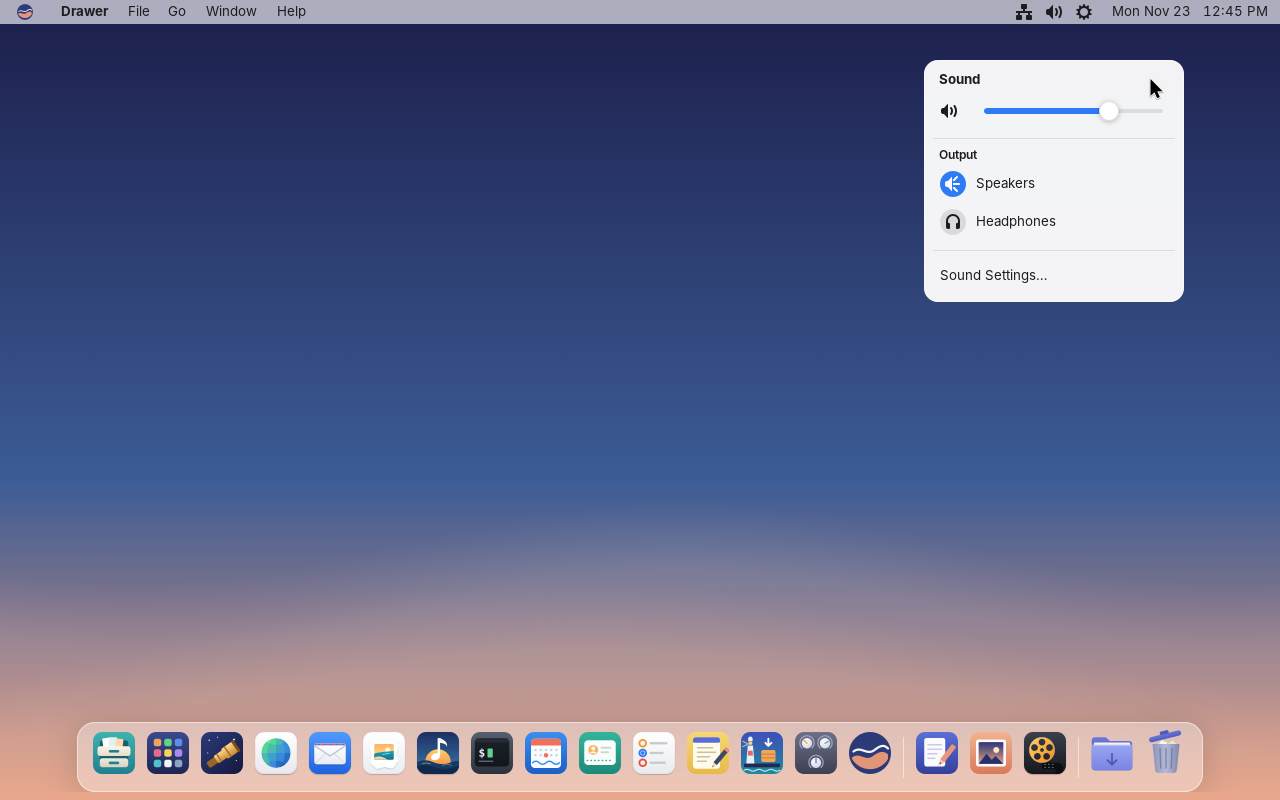 Drawer File Go Window Help Mon Nov 23 12:45 PM
Sound
Output
Speakers
Headphones
Sound Settings...
$